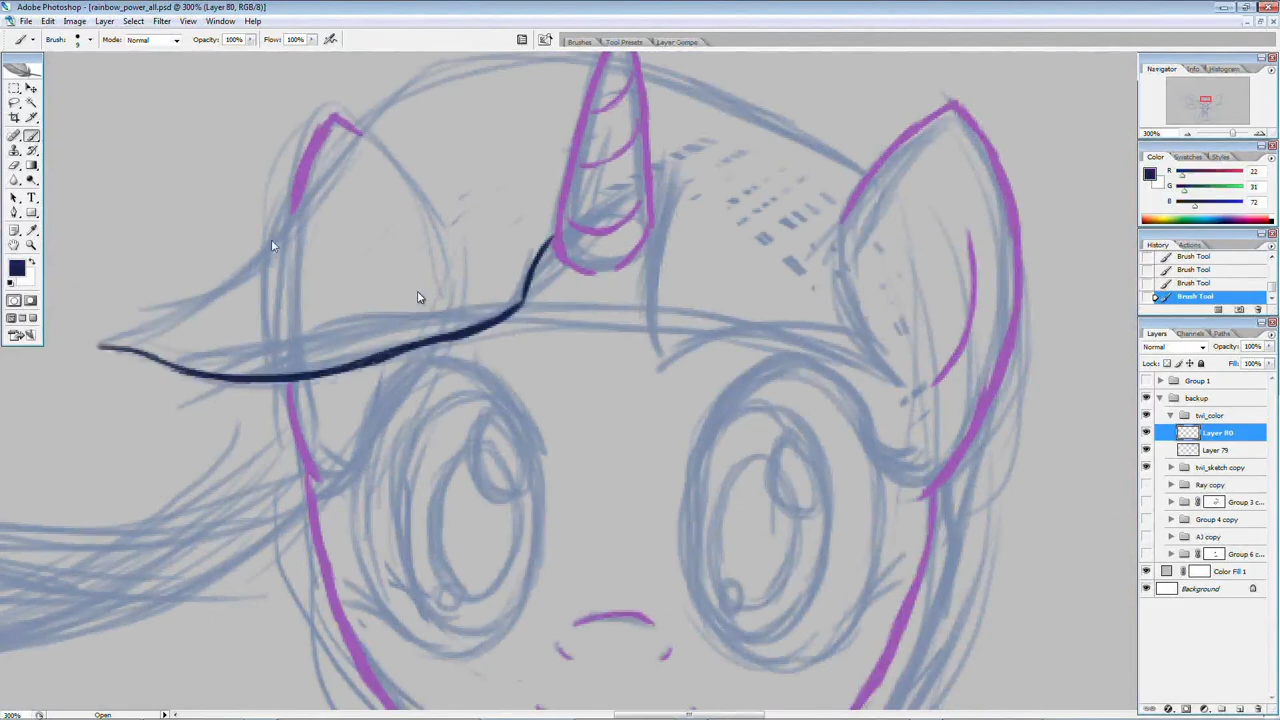 Adobe Photoshop - [rainbow_power_all.psd @ 300% (Layer 80, RGB/8)]
File Edit Image Layer Select Filter View Window Help
Brush: 9 Mode: Normal Opacity: 100% Flow: 100% Brushes Tool Presets Layer Comps
Navigator Info Histogram
300%
Color Swatches Styles
R 22
G 31
B 72
History Actions
Brush Tool
Brush Tool
Brush Tool
Brush Tool
Layers Channels Paths
Normal Opacity: 100%
Lock: Fill: 100%
Group 1
backup
twi_color
Layer 80
Layer 79
twi_sketch copy
Ray copy
Group 3 c...
Group 4 copy
AJ copy
Group 6 c...
Color Fill 1
Background
300% Open